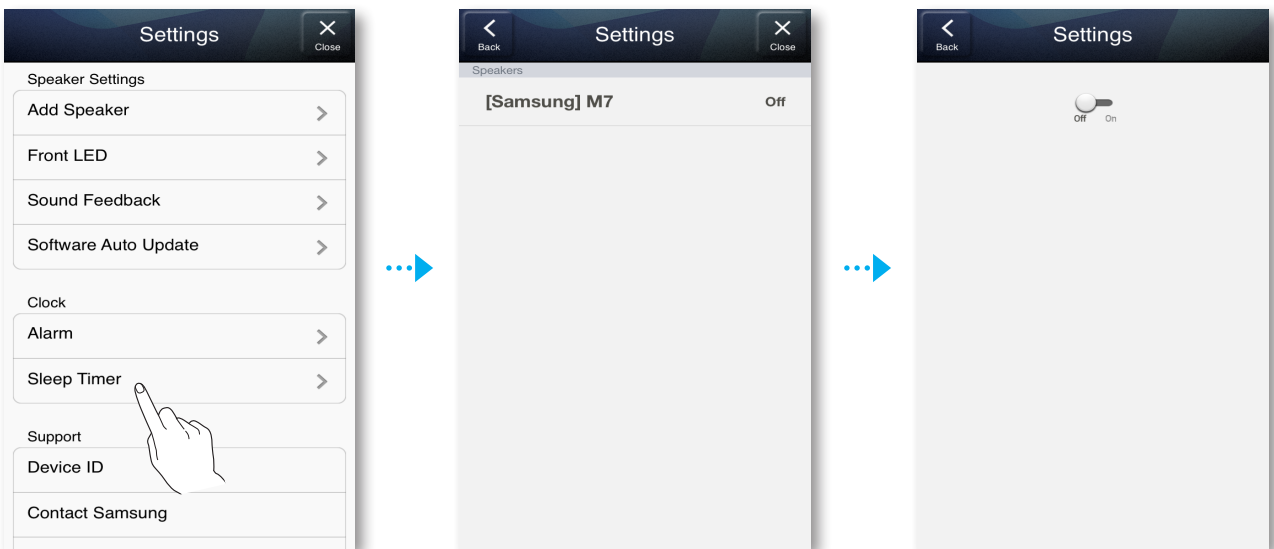 Settings
Close
Speaker Settings
Add Speaker
Front LED
Sound Feedback
Software Auto Update
Clock
Alarm
Sleep Timer
Support
Device ID
Contact Samsung
Back
Settings
Close
Speakers
[Samsung] M7 Off
Back
Settings
Off On